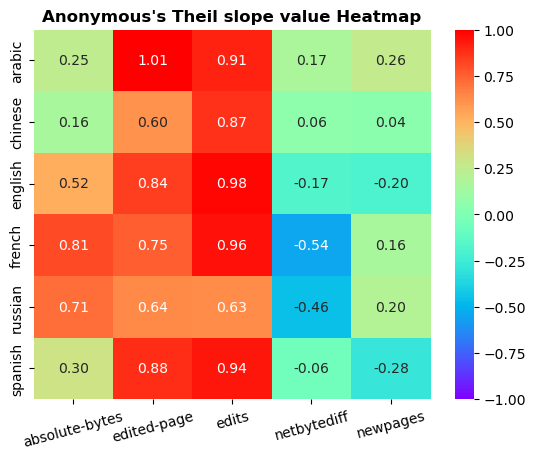 Anonymous's Theil slope value Heatmap
arabic 0.25 1.01 0.91 0.17 0.26
chinese 0.16 0.60 0.87 0.06 0.04
english 0.52 0.84 0.98 -0.17 -0.20
french 0.81 0.75 0.96 -0.54 0.16
russian 0.71 0.64 0.63 -0.46 0.20
spanish 0.30 0.88 0.94 -0.06 -0.28
absolute-bytes edited-page edits netbytediff newpages
1.00
0.75
0.50
0.25
0.00
−0.25
−0.50
−0.75
−1.00